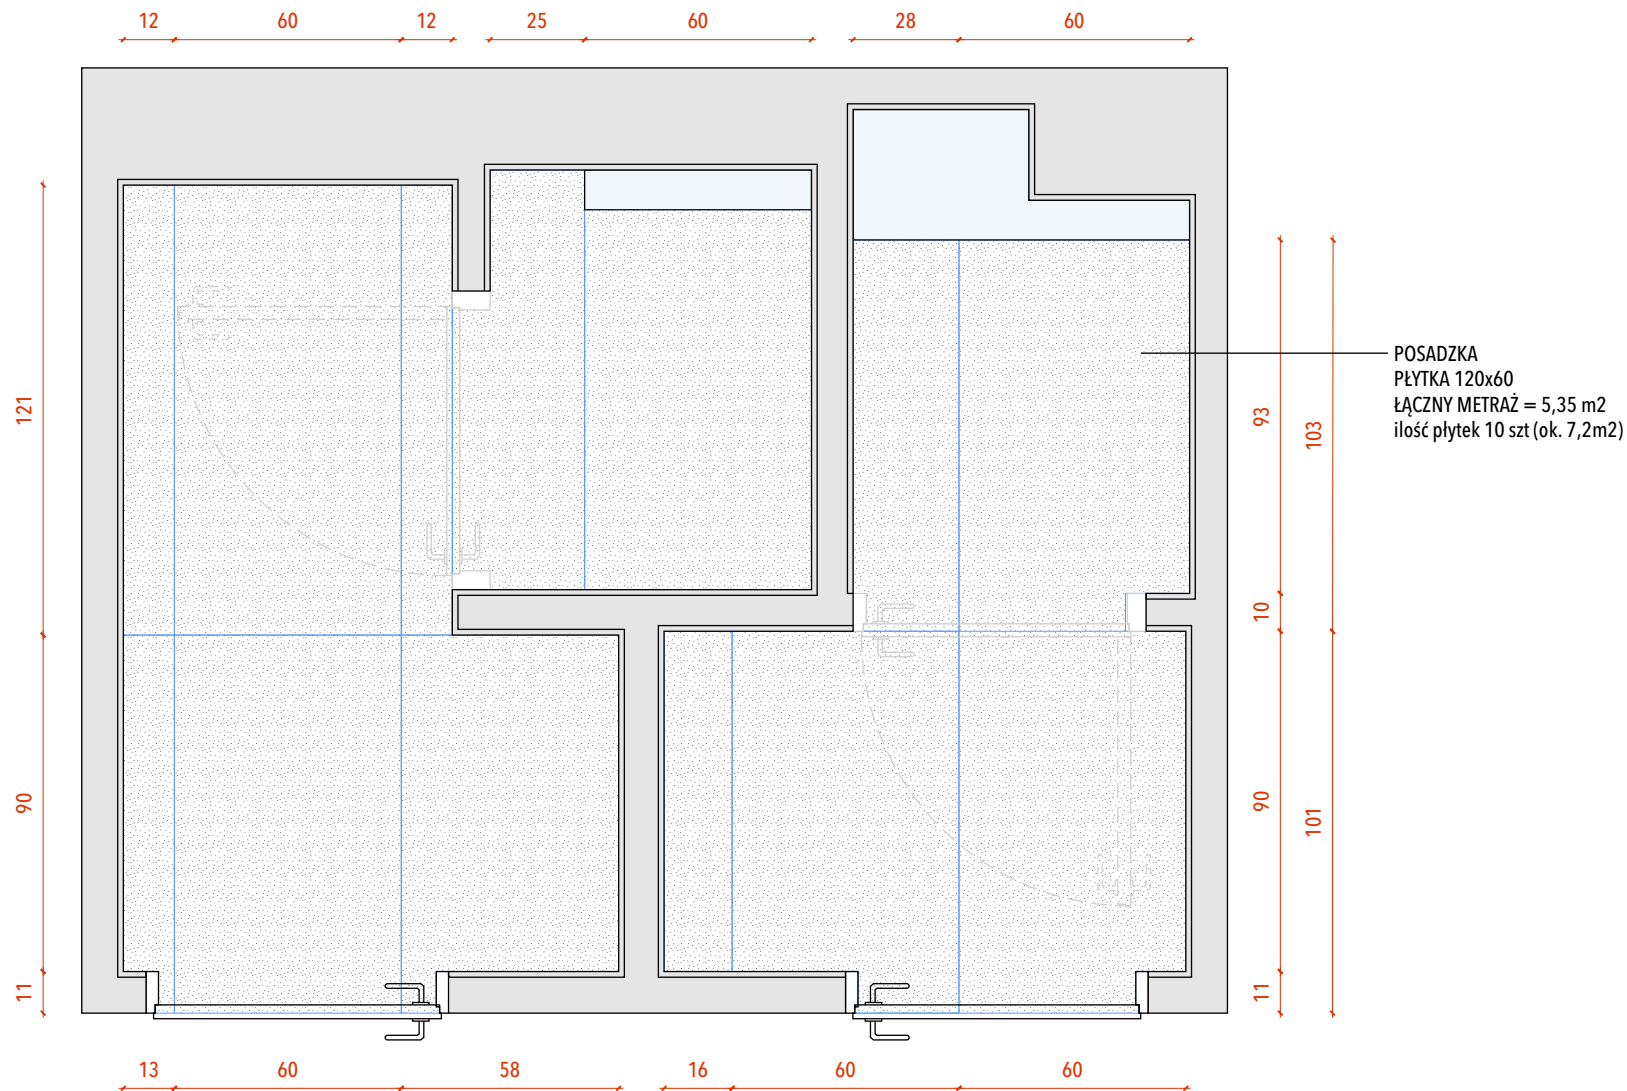 12 60 12 25 60 28 60
121
90
11
93
10
90
11
103
101
POSADZKA
PŁYTKA 120x60
ŁĄCZNY METRAŻ = 5,35 m2
ilość płytek 10 szt (ok. 7,2m2)
13 60 58 16 60 60